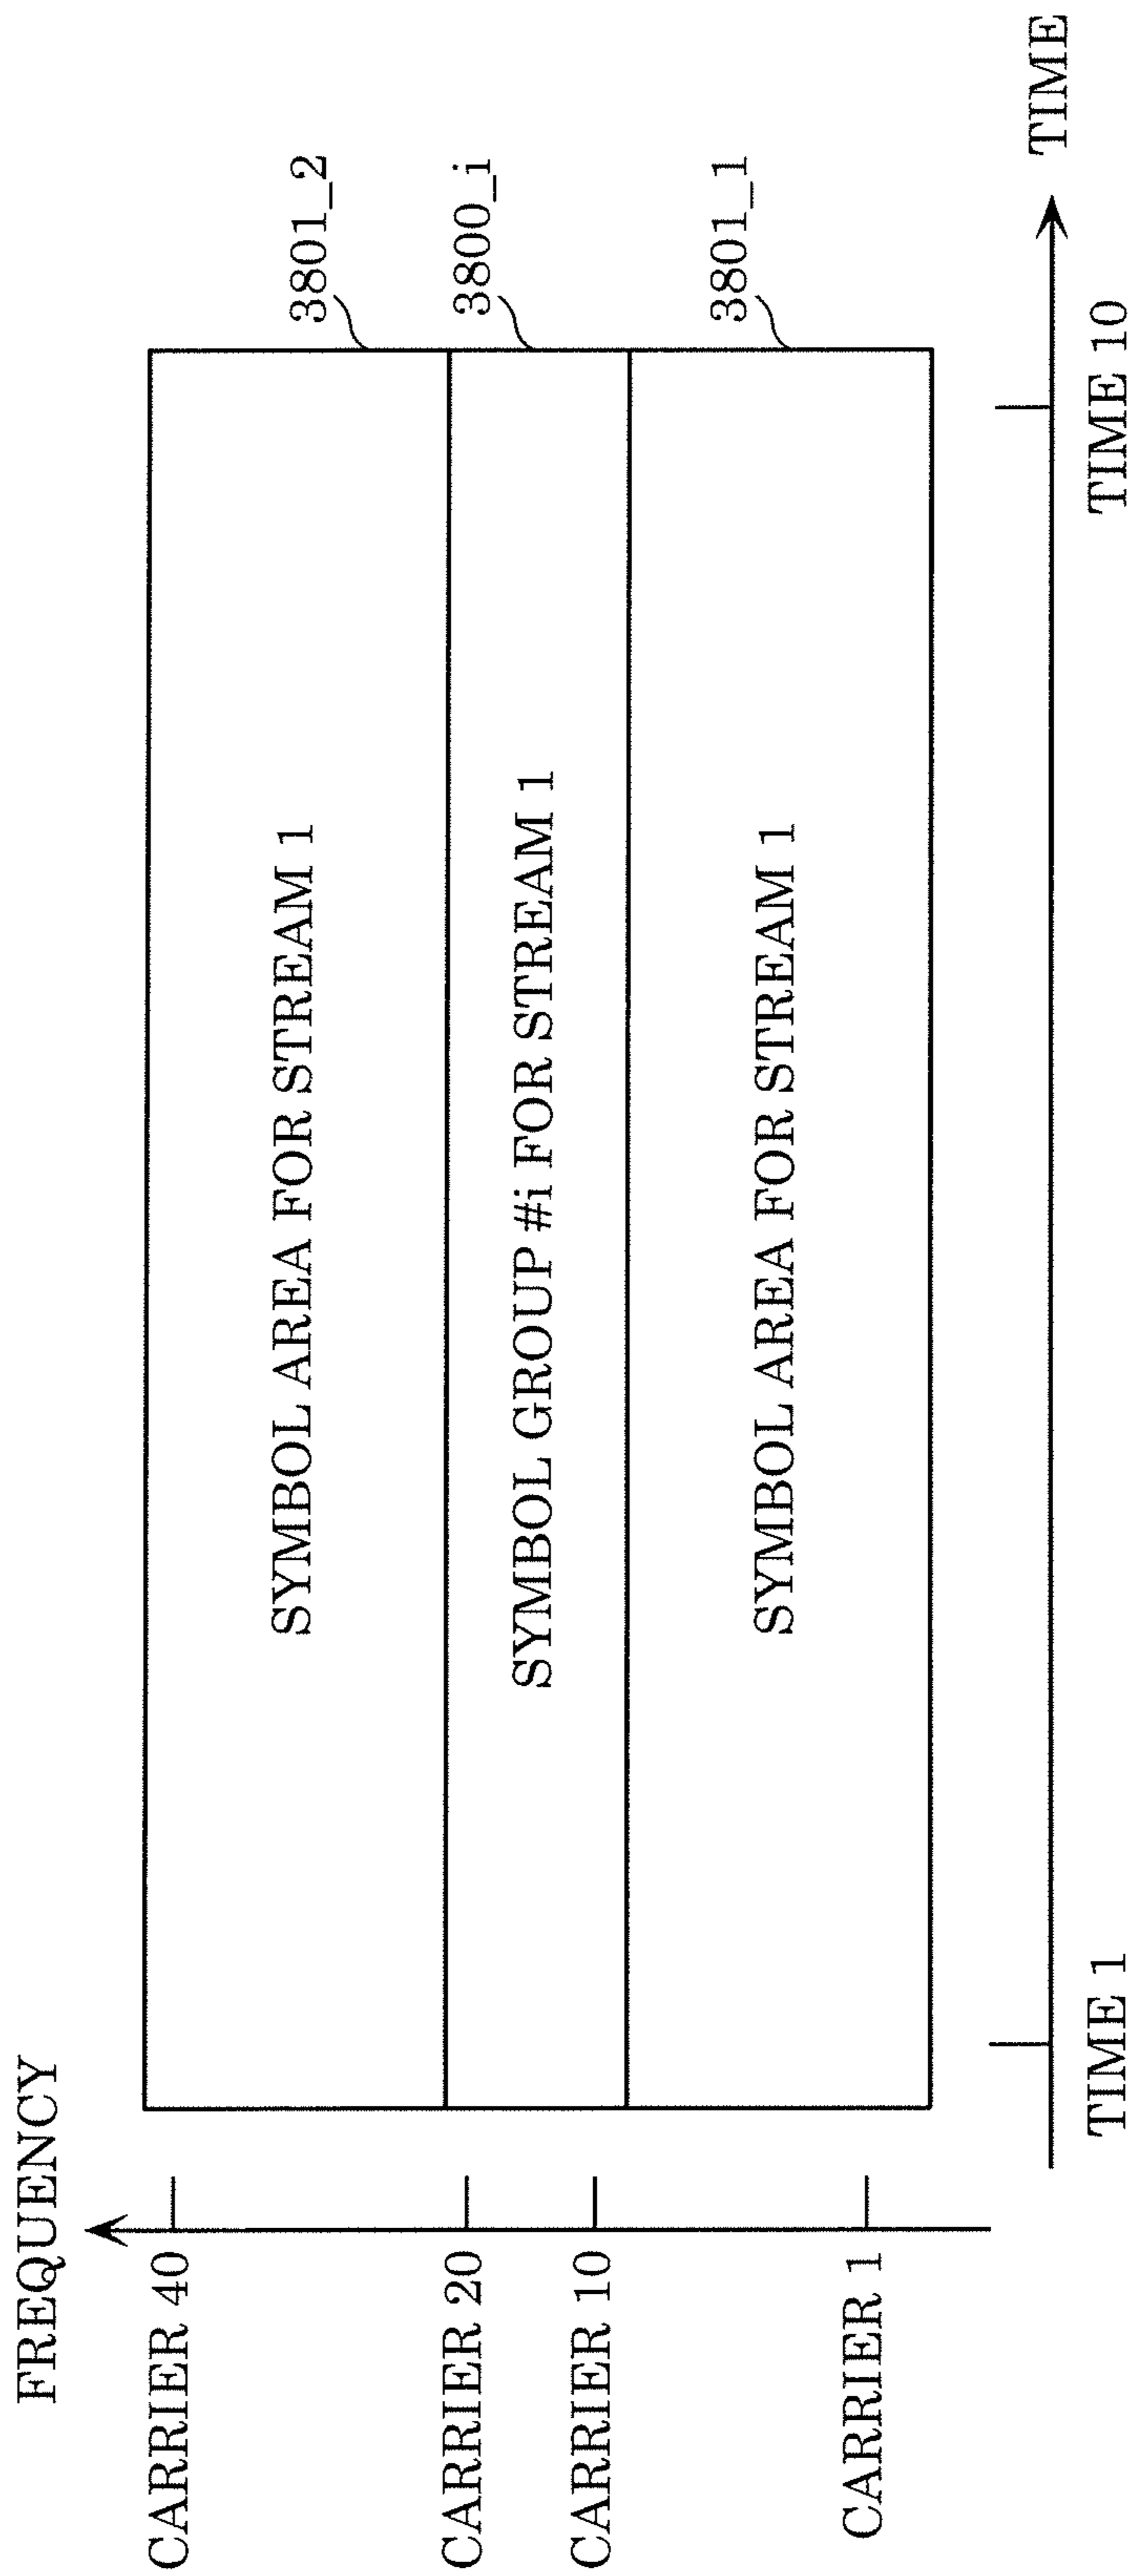 FREQUENCY
CARRIER 40
CARRIER 20
CARRIER 10
CARRIER 1
SYMBOL AREA FOR STREAM 1
3801_2
SYMBOL GROUP #i FOR STREAM 1
3800_i
SYMBOL AREA FOR STREAM 1
3801_1
TIME 1
TIME 10
TIME